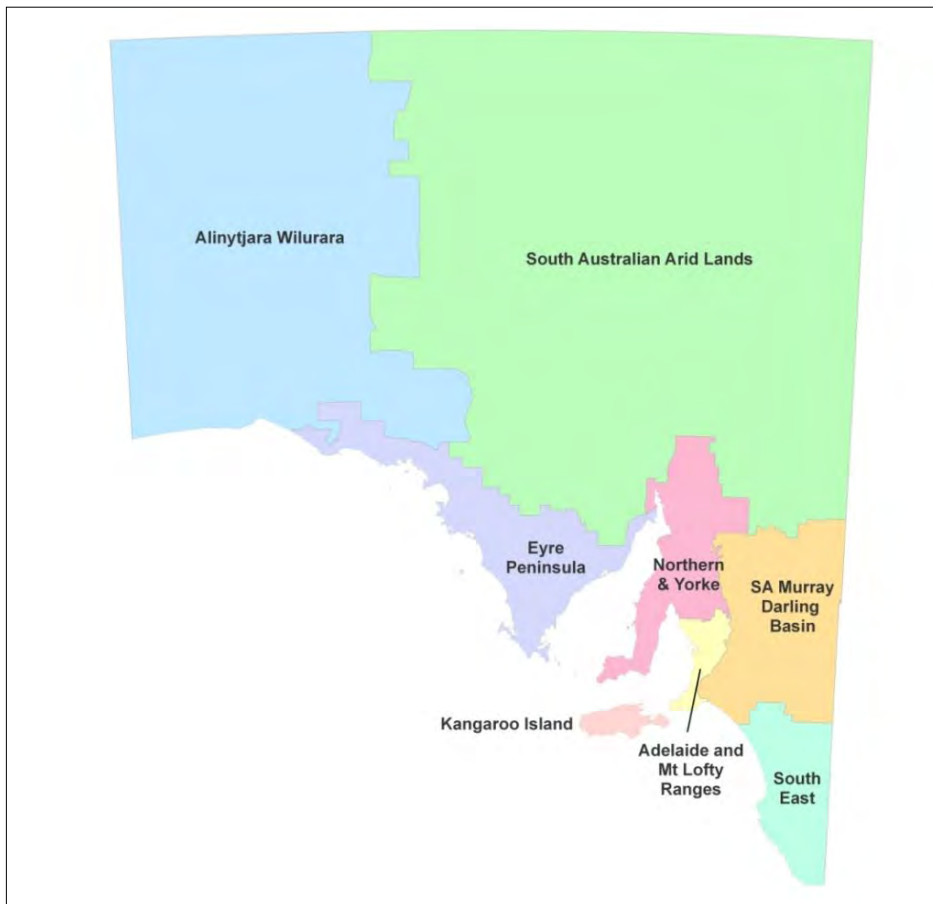 Alinytjara Wilurara
South Australian Arid Lands
Eyre
Peninsula
Northern
& Yorke
SA Murray
Darling
Basin
Kangaroo Island
Adelaide and
Mt Lofty
Ranges
South
East